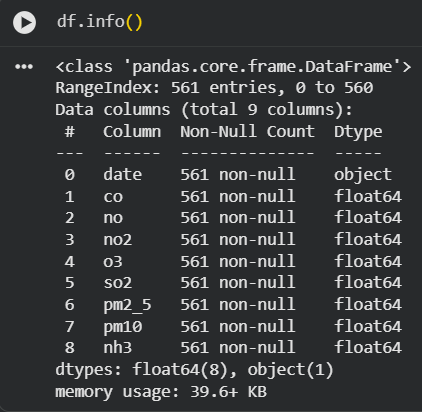 df.info()
<class 'pandas.core.frame.DataFrame'>
RangeIndex: 561 entries, 0 to 560
Data columns (total 9 columns):
 #   Column  Non-Null Count  Dtype
---  ------  --------------  -----
 0   date    561 non-null    object
 1   co      561 non-null    float64
 2   no      561 non-null    float64
 3   no2     561 non-null    float64
 4   o3      561 non-null    float64
 5   so2     561 non-null    float64
 6   pm2_5   561 non-null    float64
 7   pm10    561 non-null    float64
 8   nh3     561 non-null    float64
dtypes: float64(8), object(1)
memory usage: 39.6+ KB